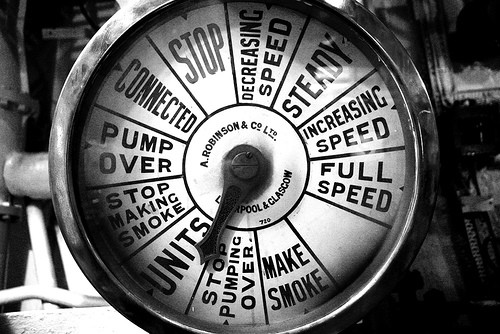 STOP
DECREASING
SPEED
STEADY
INCREASING
SPEED
FULL
SPEED
MAKE
SMOKE
STOP
PUMPING
OVER.
UNITS
STOP
MAKING
SMOKE
PUMP
OVER
CONNECTED
A. ROBINSON & CO LTD.
& GLASGOW
720